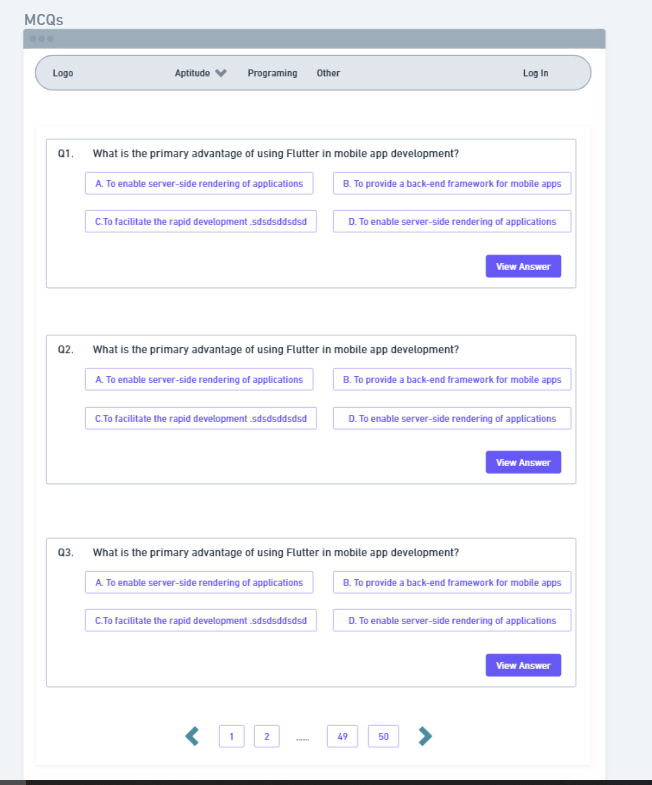 MCQs
Logo Aptitude Programing Other Log In
Q1. What is the primary advantage of using Flutter in mobile app development?
A. To enable server-side rendering of applications B. To provide a back-end framework for mobile apps
C.To facilitate the rapid development .sdsdsddsdsd D. To enable server-side rendering of applications
View Answer
Q2. What is the primary advantage of using Flutter in mobile app development?
A. To enable server-side rendering of applications B. To provide a back-end framework for mobile apps
C.To facilitate the rapid development .sdsdsddsdsd D. To enable server-side rendering of applications
View Answer
Q3. What is the primary advantage of using Flutter in mobile app development?
A. To enable server-side rendering of applications B. To provide a back-end framework for mobile apps
C.To facilitate the rapid development .sdsdsddsdsd D. To enable server-side rendering of applications
View Answer
1 2 ...... 49 50